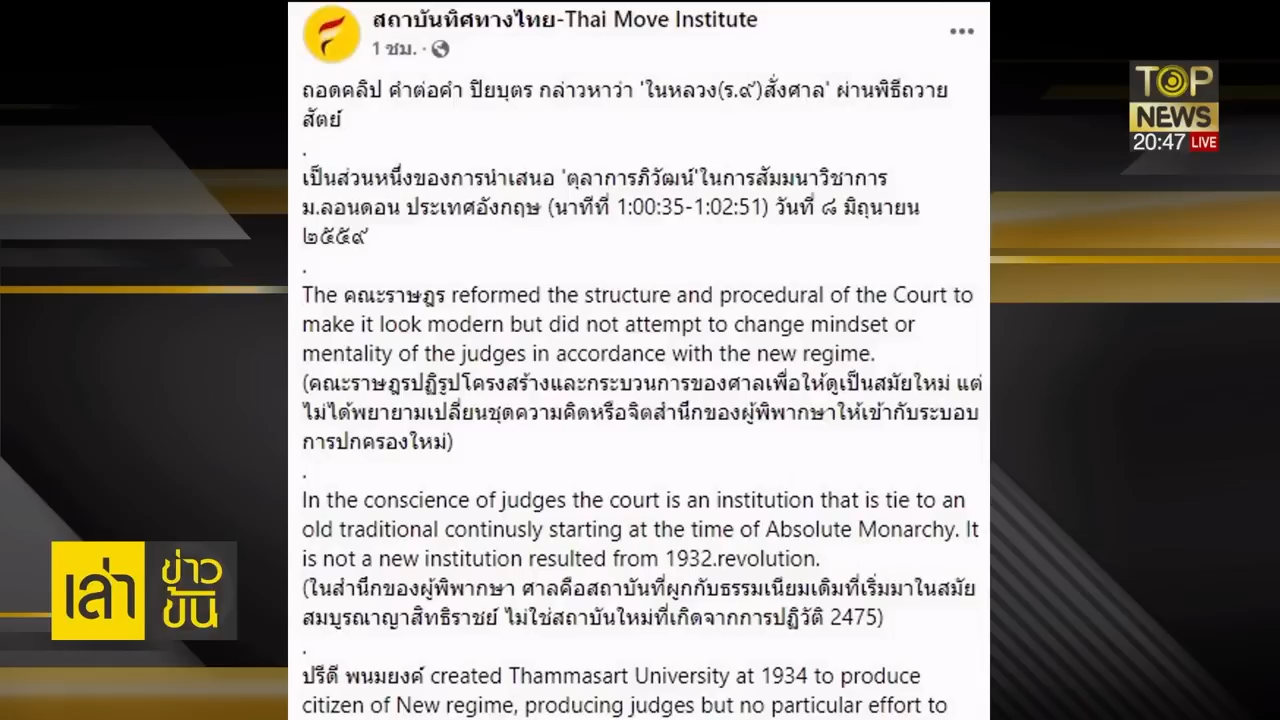 สถาบันทิศทางไทย-Thai Move Institute
1 ชม. ·
ถอดคลิป คำต่อคำ ปิยบุตร กล่าวหาว่า 'ในหลวง(ร.๙)สั่งศาล' ผ่านพิธีถวาย
สัตย์
.
เป็นส่วนหนึ่งของการนำเสนอ 'ตุลาการภิวัฒน์'ในการสัมมนาวิชาการ
ม.ลอนดอน ประเทศอังกฤษ (นาทีที่ 1:00:35-1:02:51) วันที่ ๘ มิถุนายน
๒๕๕๙
.
The คณะราษฎร reformed the structure and procedural of the Court to
make it look modern but did not attempt to change mindset or
mentality of the judges in accordance with the new regime.
(คณะราษฎรปฏิรูปโครงสร้างและกระบวนการของศาลเพื่อให้ดูเป็นสมัยใหม่ แต่
ไม่ได้พยายามเปลี่ยนชุดความคิดหรือจิตสำนึกของผู้พิพากษาให้เข้ากับระบอบ
การปกครองใหม่)
.
In the conscience of judges the court is an institution that is tie to an
old traditional continusly starting at the time of Absolute Monarchy. It
is not a new institution resulted from 1932.revolution.
(ในสำนึกของผู้พิพากษา ศาลคือสถาบันที่ผูกกับธรรมเนียมเดิมที่เริ่มมาในสมัย
สมบูรณาญาสิทธิราชย์ ไม่ใช่สถาบันใหม่ที่เกิดจากการปฏิวัติ 2475)
.
ปรีดี พนมยงค์ created Thammasart University at 1934 to produce
citizen of New regime, producing judges but no particular effort to
TOP
NEWS
20:47 LIVE
เล่า
ข่าว
ข้น